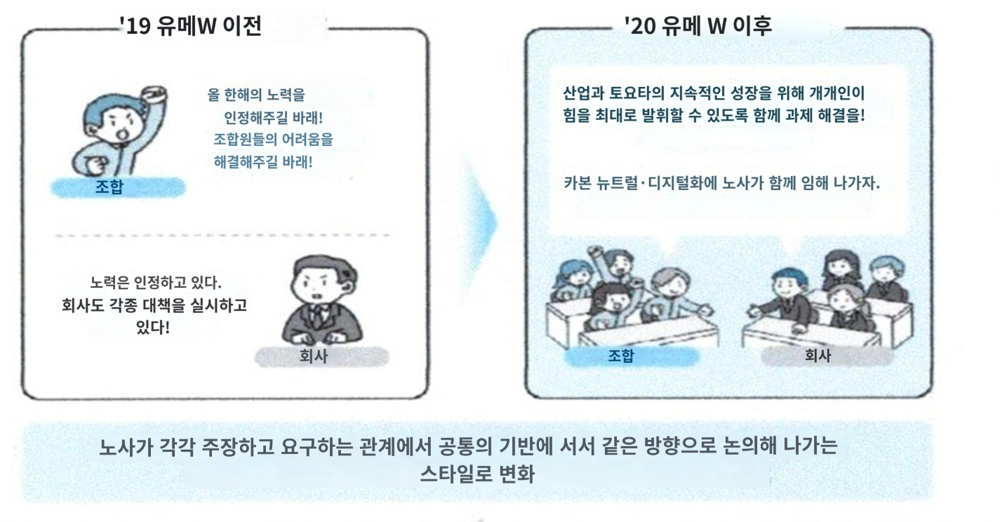 '19 유메W 이전
올 한해의 노력을
인정해주길 바래!
조합원들의 어려움을
해결해주길 바래!
조합
노력은 인정하고 있다.
회사도 각종 대책을 실시하고
있다!
회사
'20 유메 W 이후
산업과 토요타의 지속적인 성장을 위해 개개인이
힘을 최대로 발휘할 수 있도록 함께 과제 해결을!
카본 뉴트럴·디지털화에 노사가 함께 임해 나가자.
조합
회사
노사가 각각 주장하고 요구하는 관계에서 공통의 기반에 서서 같은 방향으로 논의해 나가는
스타일로 변화